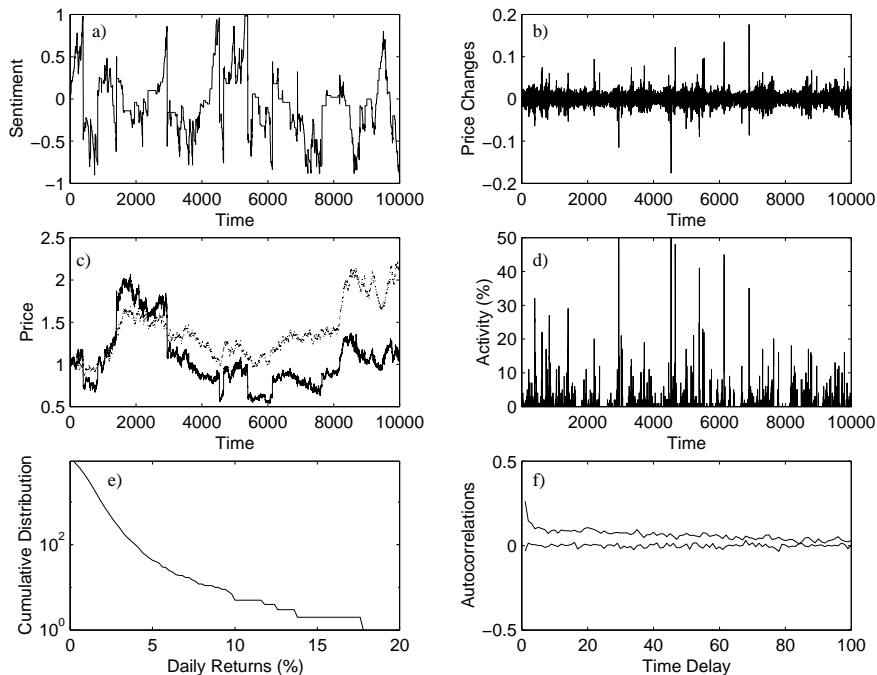 a)
1
0.5
0
−0.5
−1
Sentiment
0 2000 4000 6000 8000 10000
Time
b)
0.2
0.1
0
−0.1
−0.2
Price Changes
0 2000 4000 6000 8000 10000
Time
c)
2.5
2
1.5
1
0.5
Price
0 2000 4000 6000 8000 10000
Time
d)
50
40
30
20
10
0
Activity (%)
0 2000 4000 6000 8000 10000
Time
e)
10²
10⁰
Cumulative Distribution
0 5 10 15 20
Daily Returns (%)
f)
0.5
0
−0.5
Autocorrelations
0 20 40 60 80 100
Time Delay